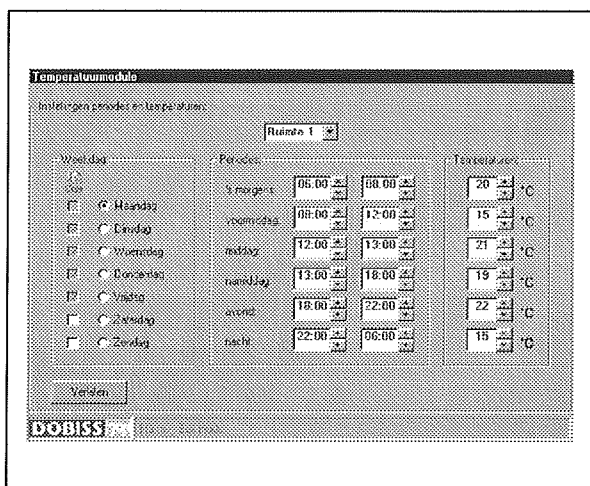 Temperatuurmodule
Instellingen periodes en temperaturen:
Ruimte 1
Weekdag: Periodes: Temperaturen:
's morgens 06:00 08:00 20 °C
Maandag
voormiddag 08:00 12:00 15 °C
Dinsdag
Woensdag middag 12:00 13:00 21 °C
Donderdag namiddag 13:00 18:00 19 °C
Vrijdag
avond 18:00 22:00 22 °C
Zaterdag
Zondag nacht 22:00 06:00 15 °C
DOBISS